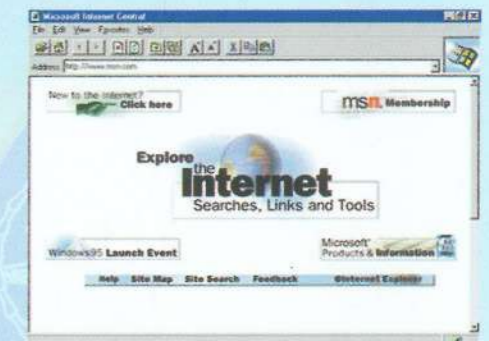 Microsoft Internet Central
File Edit View Favorites Help
Address: http://www.msn.com
New to the Internet?
Click here
msn. Membership
Explore
the
Internet
Searches, Links and Tools
Windows95 Launch Event
Microsoft®
Products & Information
Help Site Map Site Search Feedback @Internet Explorer